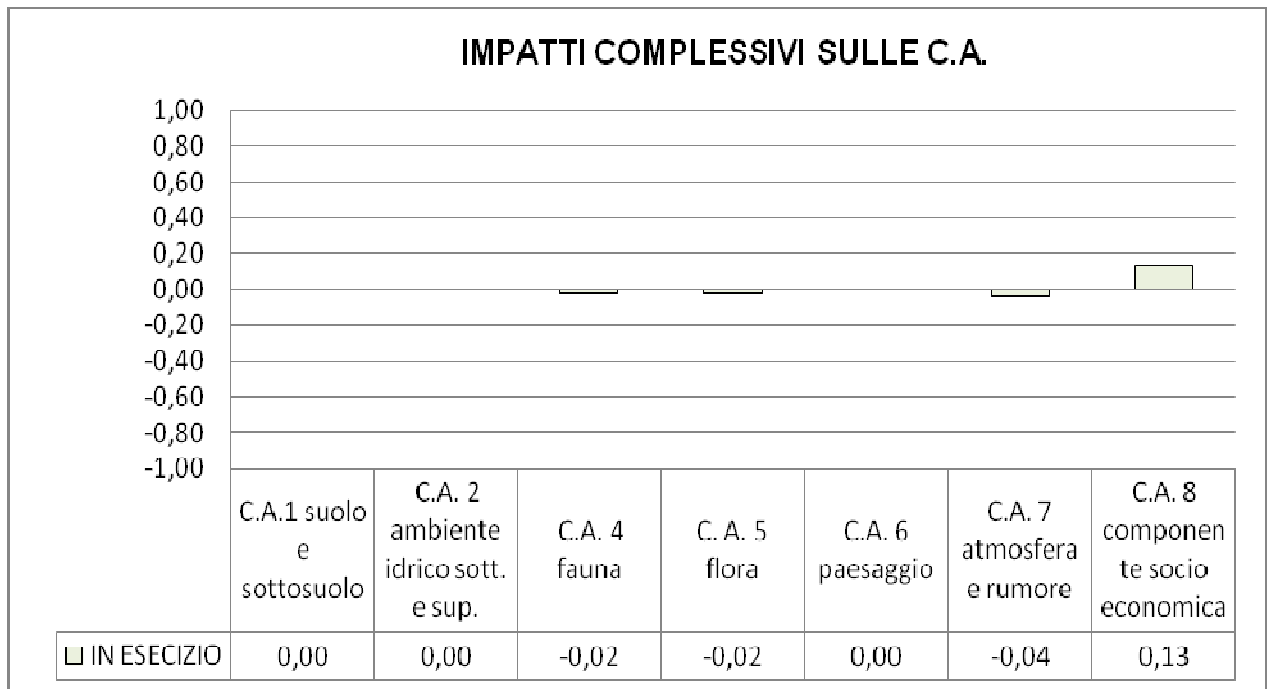 IMPATTI COMPLESSIVI SULLE C.A.
1,00
0,80
0,60
0,40
0,20
0,00
-0,20
-0,40
-0,60
-0,80
-1,00
C.A.1 suolo
e
sottosuolo
C.A. 2
ambiente
idrico sott.
e sup.
C.A. 4
fauna
C. A. 5
flora
C.A. 6
paesaggio
C.A. 7
atmosfera
e rumore
C.A. 8
componen
te socio
economica
IN ESECIZIO 0,00 0,00 -0,02 -0,02 0,00 -0,04 0,13